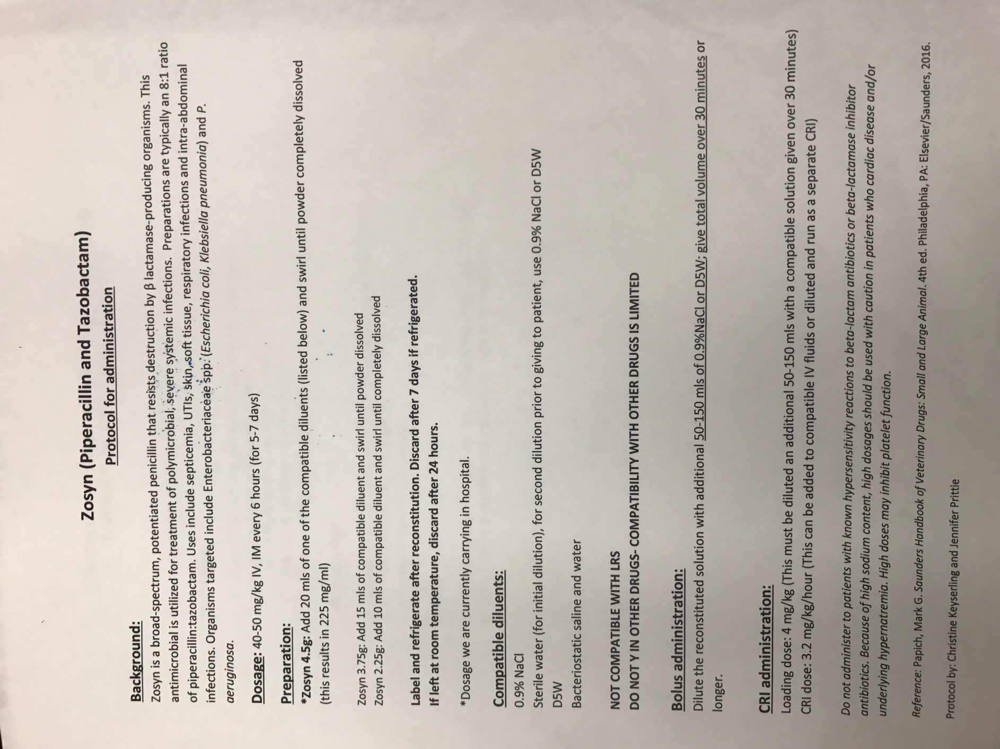 Zosyn (Piperacillin and Tazobactam)
Protocol for administration
Background:
Zosyn is a broad-spectrum, potentiated penicillin that resists destruction by β lactamase-producing organisms. This
antimicrobial is utilized for treatment of polymicrobial, severe systemic infections. Preparations are typically an 8:1 ratio
of piperacillin:tazobactam. Uses include septicemia, UTIs, skin, soft tissue, respiratory infections and intra-abdominal
infections. Organisms targeted include Enterobacteriaceae spp: (Escherichia coli, Klebsiella pneumonia) and P.
aeruginosa.
Dosage: 40-50 mg/kg IV, IM every 6 hours (for 5-7 days)
Preparation:
*Zosyn 4.5g: Add 20 mls of one of the compatible diluents (listed below) and swirl until powder completely dissolved
(this results in 225 mg/ml)
Zosyn 3.75g: Add 15 mls of compatible diluent and swirl until powder dissolved
Zosyn 2.25g: Add 10 mls of compatible diluent and swirl until completely dissolved
Label and refrigerate after reconstitution. Discard after 7 days if refrigerated.
If left at room temperature, discard after 24 hours.
*Dosage we are currently carrying in hospital.
Compatible diluents:
0.9% NaCl
Sterile water (for initial dilution), for second dilution prior to giving to patient, use 0.9% NaCl or D5W
D5W
Bacteriostatic saline and water
NOT COMPATIBLE WITH LRS
DO NOT Y IN OTHER DRUGS- COMPATIBILITY WITH OTHER DRUGS IS LIMITED
Bolus administration:
Dilute the reconstituted solution with additional 50-150 mls of 0.9%NaCl or D5W; give total volume over 30 minutes or
longer.
CRI administration:
Loading dose: 4 mg/kg (This must be diluted an additional 50-150 mls with a compatible solution given over 30 minutes)
CRI dose: 3.2 mg/kg/hour (This can be added to compatible IV fluids or diluted and run as a separate CRI)
Do not administer to patients with known hypersensitivity reactions to beta-lactam antibiotics or beta-lactamase inhibitor
antibiotics. Because of high sodium content, high dosages should be used with caution in patients who cardiac disease and/or
underlying hypernatremia. High doses may inhibit platelet function.
Reference: Papich, Mark G. Saunders Handbook of Veterinary Drugs: Small and Large Animal. 4th ed. Philadelphia, PA: Elsevier/Saunders, 2016.
Protocol by: Christine Keyserling and Jennifer Prittie